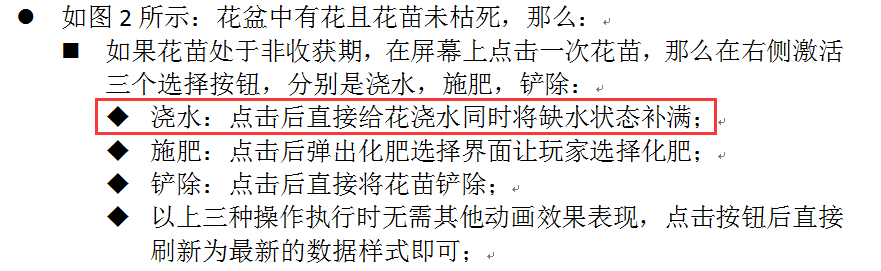 ● 如图 2 所示：花盆中有花且花苗未枯死，那么：
■ 如果花苗处于非收获期，在屏幕上点击一次花苗，那么在右侧激活
三个选择按钮，分别是浇水，施肥，铲除：
◆ 浇水：点击后直接给花浇水同时将缺水状态补满；
◆ 施肥：点击后弹出化肥选择界面让玩家选择化肥；
◆ 铲除：点击后直接将花苗铲除；
◆ 以上三种操作执行时无需其他动画效果表现，点击按钮后直接
刷新为最新的数据样式即可；